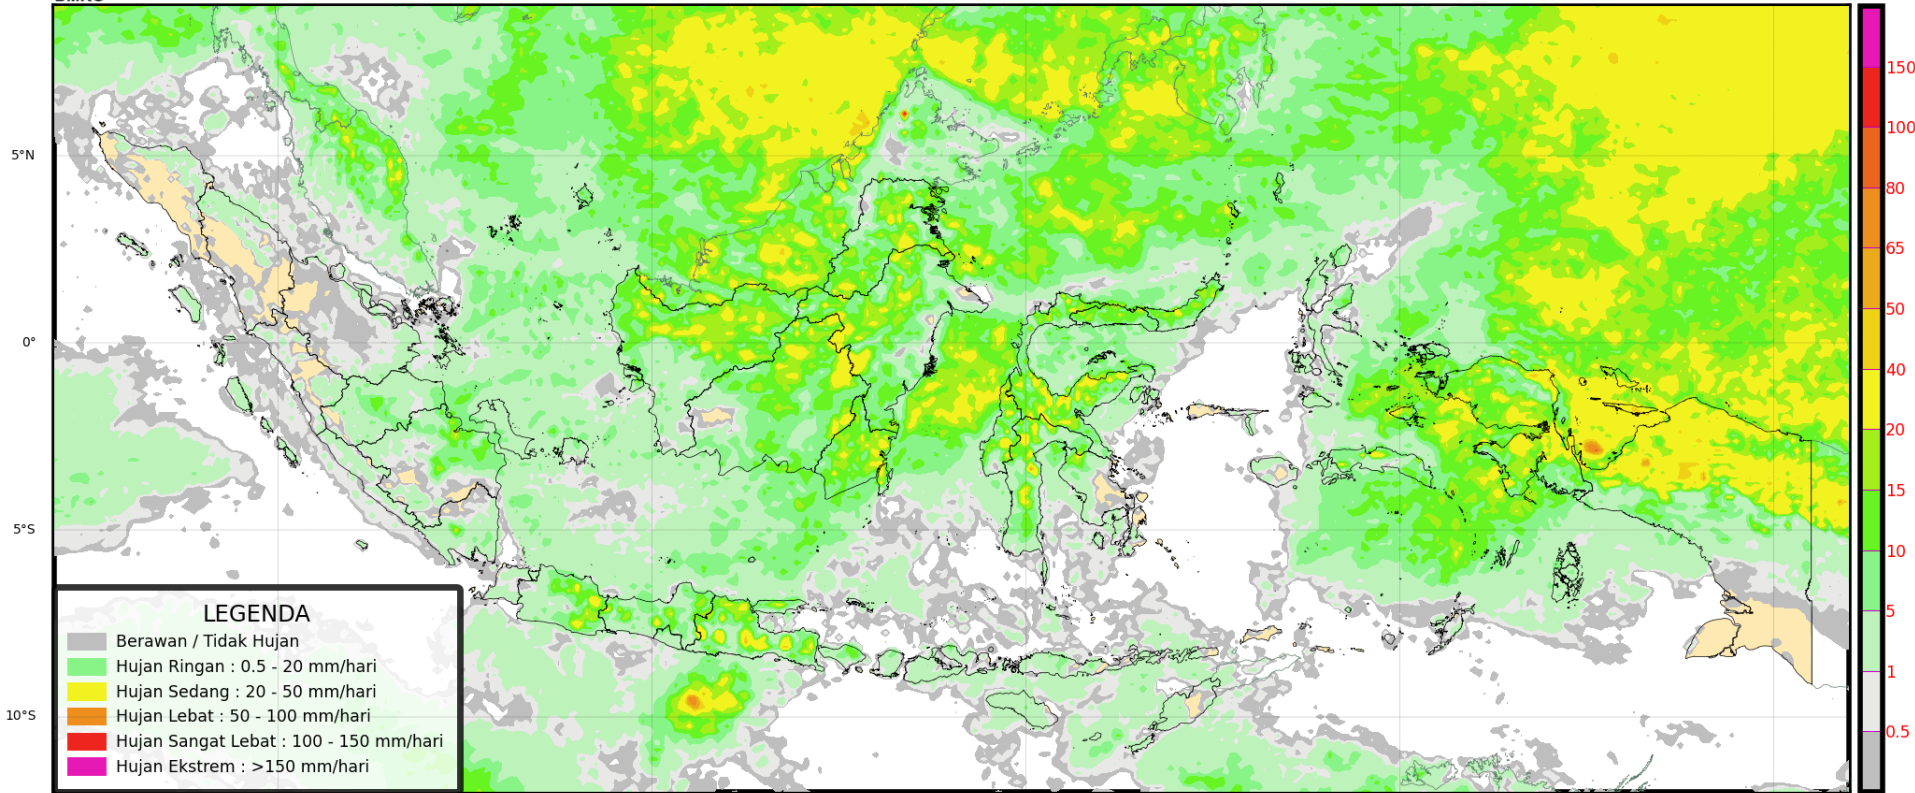 5°N
0°
5°S
10°S
LEGENDA
Berawan / Tidak Hujan
Hujan Ringan : 0.5 - 20 mm/hari
Hujan Sedang : 20 - 50 mm/hari
Hujan Lebat : 50 - 100 mm/hari
Hujan Sangat Lebat : 100 - 150 mm/hari
Hujan Ekstrem : >150 mm/hari
150
100
80
65
50
40
20
15
10
5
1
0.5